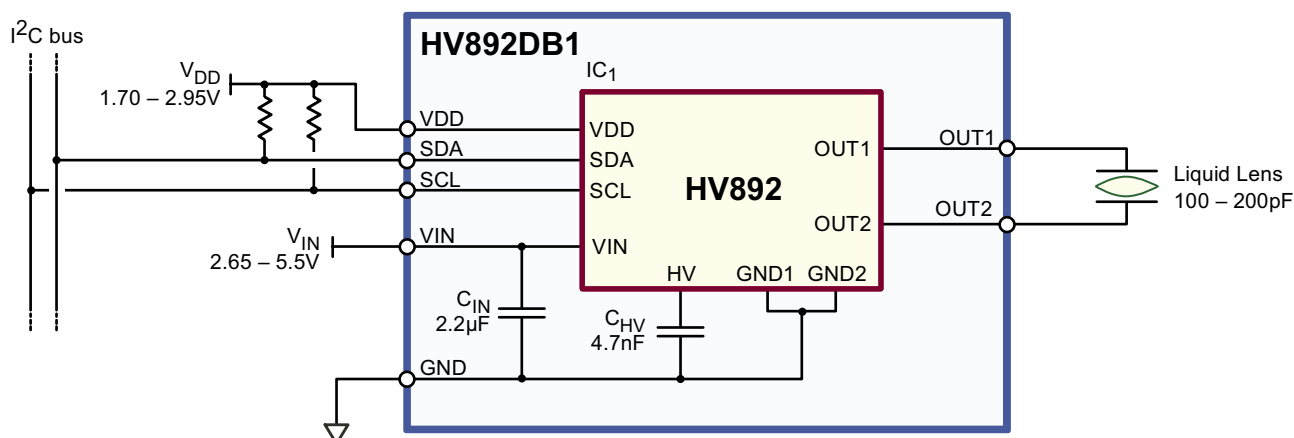 I2C bus
HV892DB1
IC1
VDD
1.70 – 2.95V
VDD
SDA
SCL
VDD
SDA
SCL
HV892
OUT1
OUT2
OUT1
OUT2
Liquid Lens
100 – 200pF
VIN
2.65 – 5.5V
VIN
VIN
HV
GND1
GND2
CIN
2.2µF
CHV
4.7nF
GND